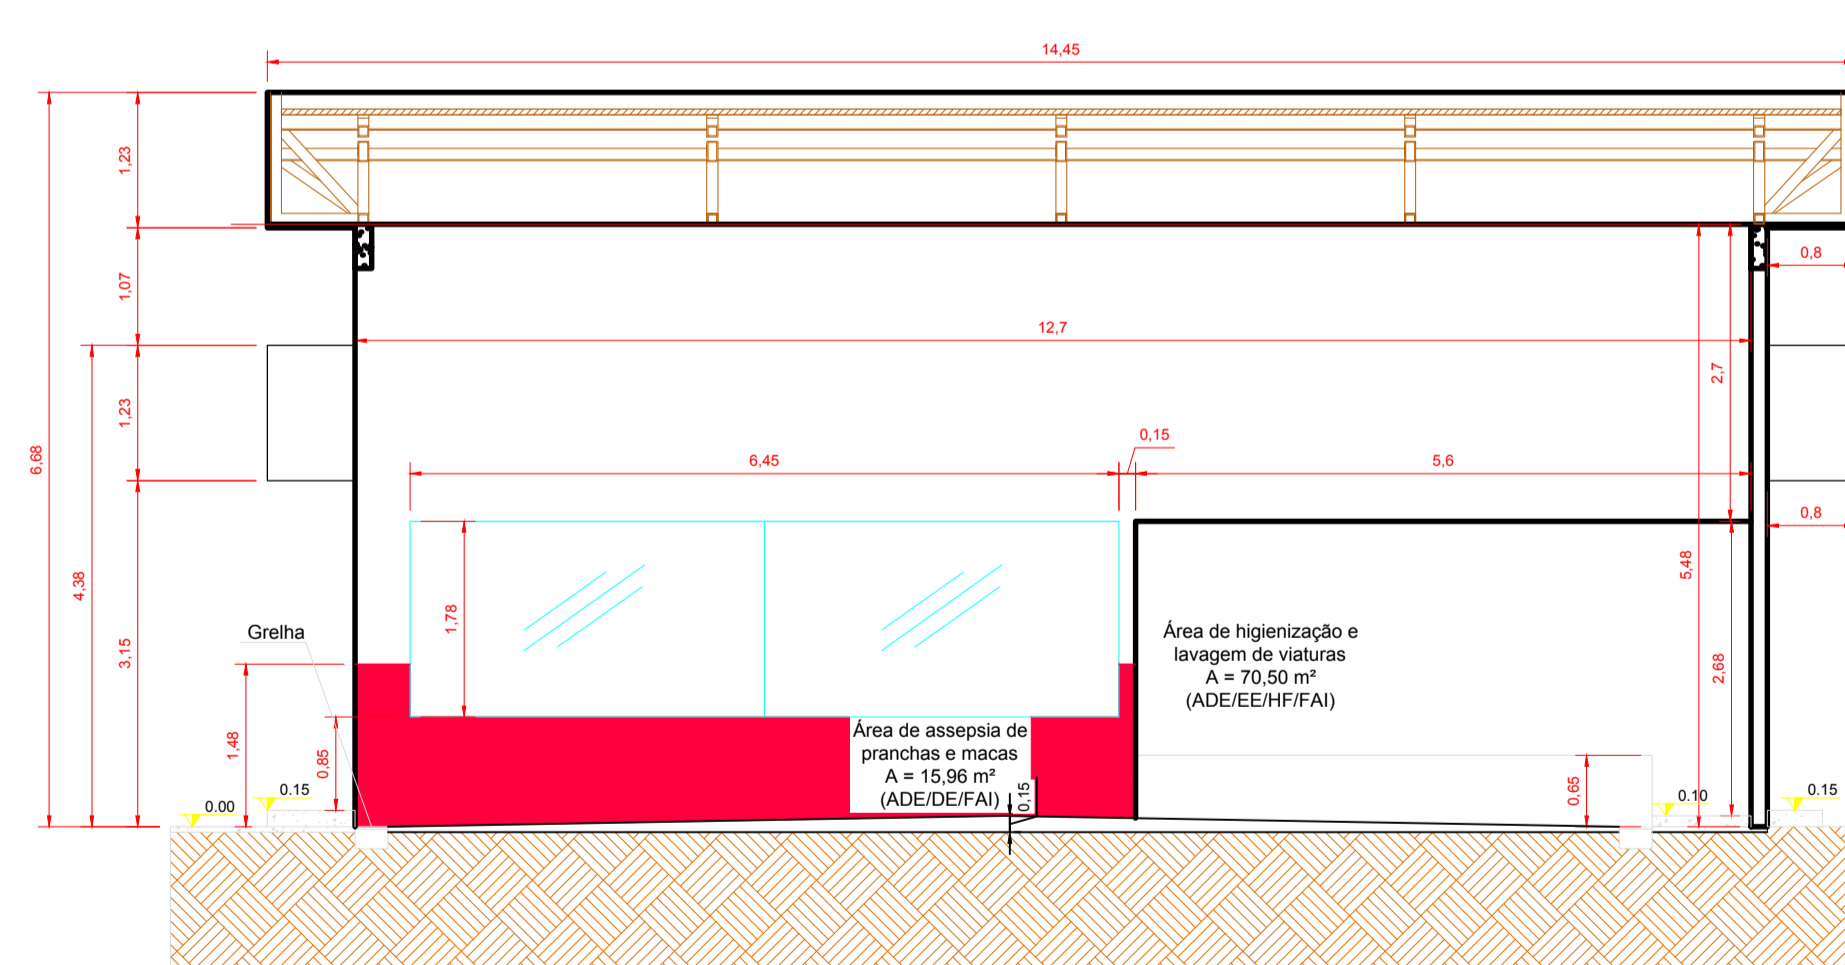 14,45
1,23
1,07
0,8
12,7
2,7
1,23
6,68
0,15
6,45
5,6
0,8
4,38
5,48
1,78
Grelha
3,15
Área de higienização e
lavagem de viaturas
A = 70,50 m²
(ADE/EE/HF/FAI)
2,68
1,48
0,85
Área de assepsia de
pranchas e macas
A = 15,96 m²
(ADE/DE/FAI)
0,15
0,65
0.00
0.15
0.10
0.15